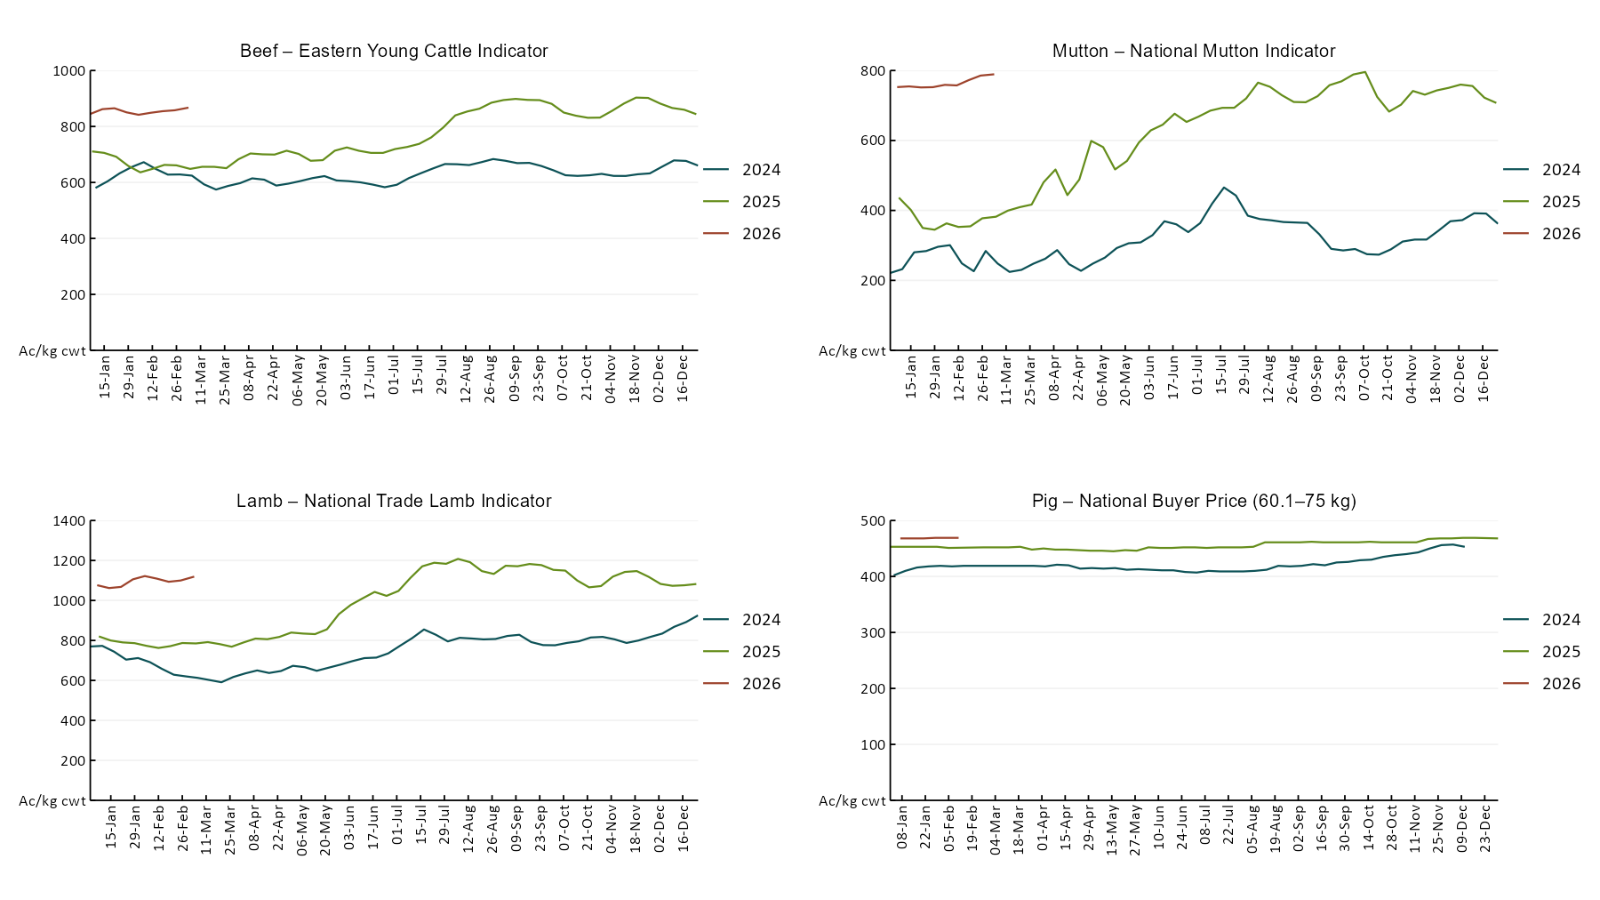 Beef – Eastern Young Cattle Indicator
1000
800
600
400
200
Ac/kg cwt
15-Jan
29-Jan
12-Feb
26-Feb
11-Mar
25-Mar
08-Apr
22-Apr
06-May
20-May
03-Jun
17-Jun
01-Jul
15-Jul
29-Jul
12-Aug
26-Aug
09-Sep
23-Sep
07-Oct
21-Oct
04-Nov
18-Nov
02-Dec
16-Dec
2024
2025
2026
Mutton – National Mutton Indicator
800
600
400
200
Ac/kg cwt
15-Jan
29-Jan
12-Feb
26-Feb
11-Mar
25-Mar
08-Apr
22-Apr
06-May
20-May
03-Jun
17-Jun
01-Jul
15-Jul
29-Jul
12-Aug
26-Aug
09-Sep
23-Sep
07-Oct
21-Oct
04-Nov
18-Nov
02-Dec
16-Dec
2024
2025
2026
Lamb – National Trade Lamb Indicator
1400
1200
1000
800
600
400
200
Ac/kg cwt
15-Jan
29-Jan
12-Feb
26-Feb
11-Mar
25-Mar
08-Apr
22-Apr
06-May
20-May
03-Jun
17-Jun
01-Jul
15-Jul
29-Jul
12-Aug
26-Aug
09-Sep
23-Sep
07-Oct
21-Oct
04-Nov
18-Nov
02-Dec
16-Dec
2024
2025
2026
Pig – National Buyer Price (60.1–75 kg)
500
400
300
200
100
Ac/kg cwt
08-Jan
22-Jan
05-Feb
19-Feb
04-Mar
18-Mar
01-Apr
15-Apr
29-Apr
13-May
27-May
10-Jun
24-Jun
08-Jul
22-Jul
05-Aug
19-Aug
02-Sep
16-Sep
30-Sep
14-Oct
28-Oct
11-Nov
25-Nov
09-Dec
23-Dec
2024
2025
2026